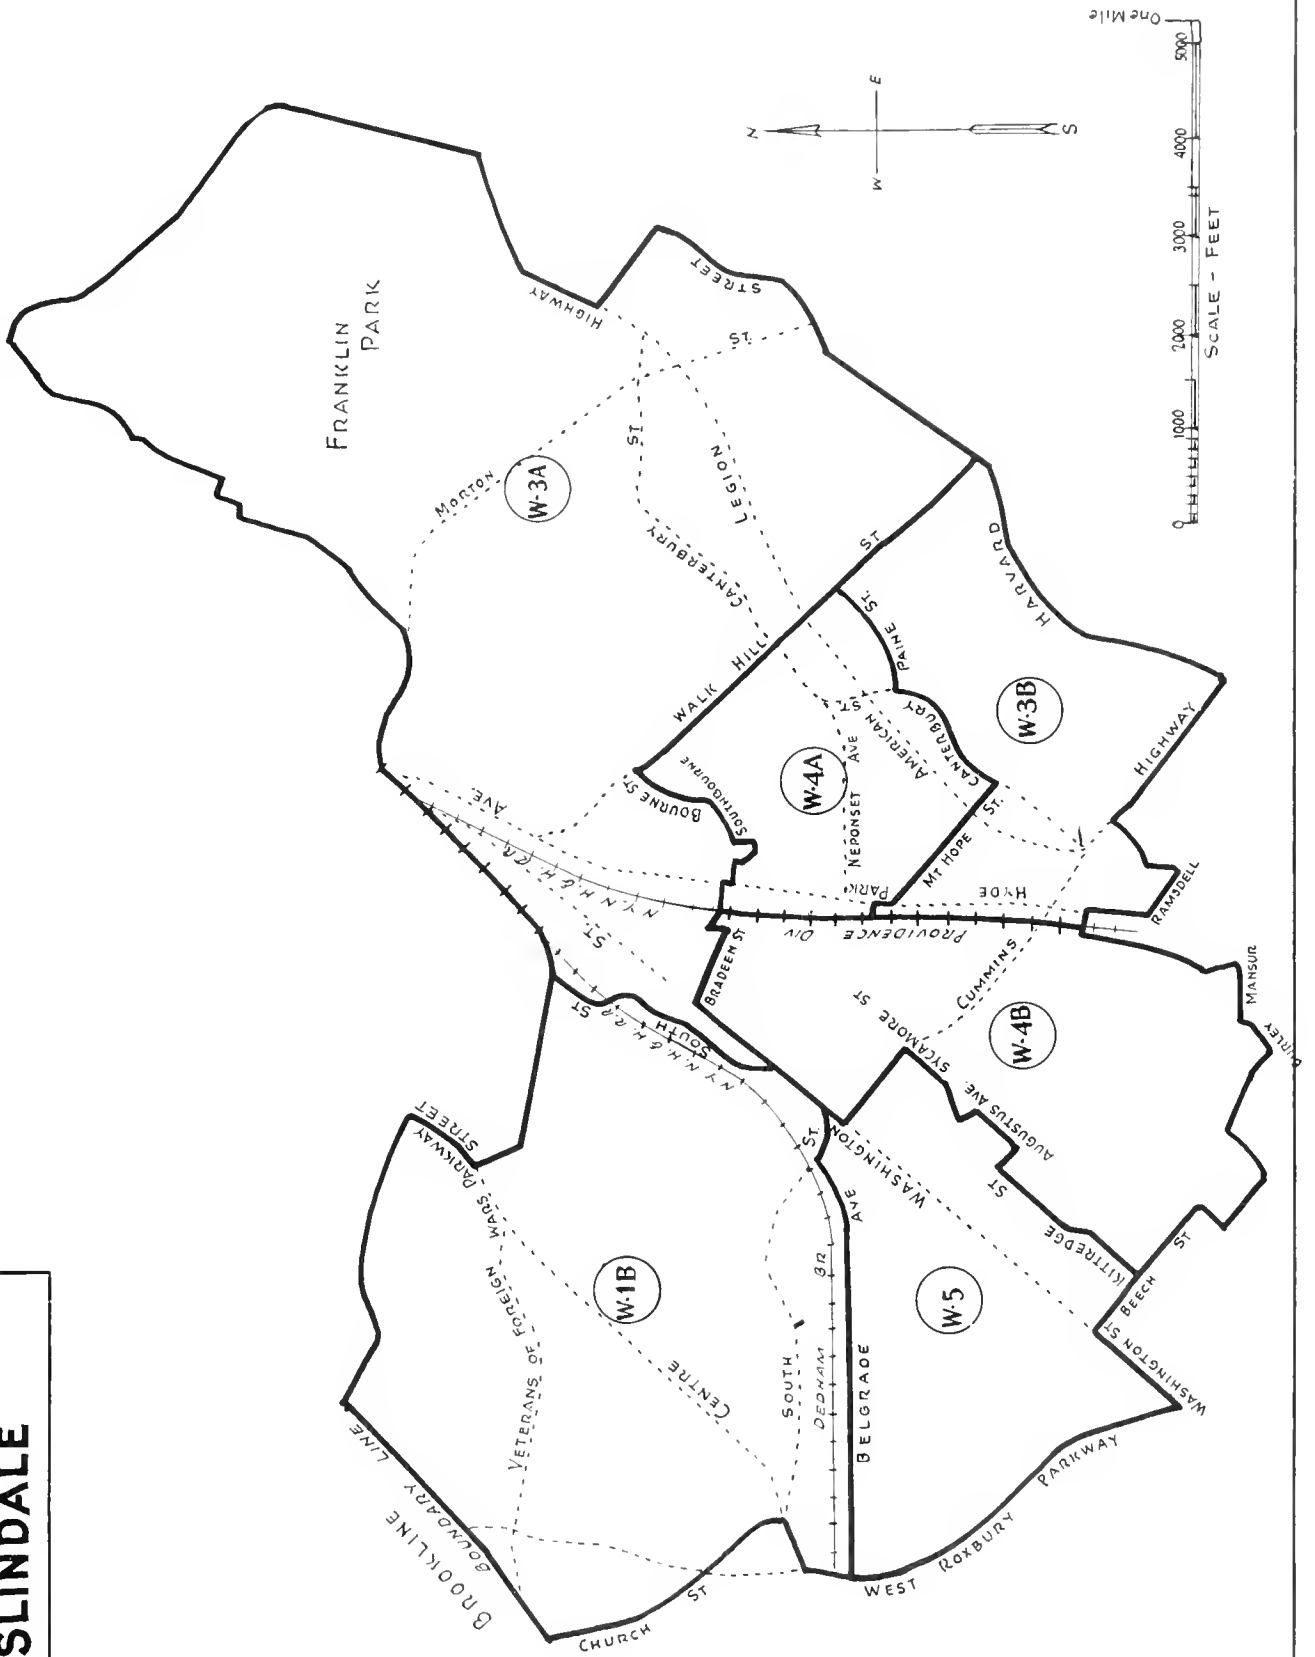 SLINDALE
One Mile
5000
4000
3000
2000
1000
0
SCALE - FEET
N
E
W
S
FRANKLIN
PARK
HIGHWAY
STREET
ST
MORTON
W-3A
ST
CANTERBURY
LEGION
WALK HILL ST
HARVARD
PAINE ST.
W-3B
HIGHWAY
BOURNE ST.
SOUTHBOURNE
W-4A
NEPONSET AVE
ST.
AMERICAN
CANTERBURY
MT HOPE ST.
AVE.
N.Y. N.H. & H. R.R.
HYDE
PARK
PROVIDENCE DIV
RAMSDELL
ST.
BRADEEN ST
CUMMINS
SYCAMORE ST
W-4B
MANSUR
BURLEY
AUGUSTUS AVE.
SOUTH ST
N.Y. N.H. & H. R.R.
WASHINGTON
ST.
KITTREDGE ST
BEECH ST
WASHINGTON ST
STREET
VETERANS OF FOREIGN WARS PARKWAY
W-1B
CENTRE
SOUTH
DEDHAM BR
BELGRADE AVE
W-5
BROOKLINE
BOUNDARY LINE
CHURCH ST
WEST ROXBURY PARKWAY